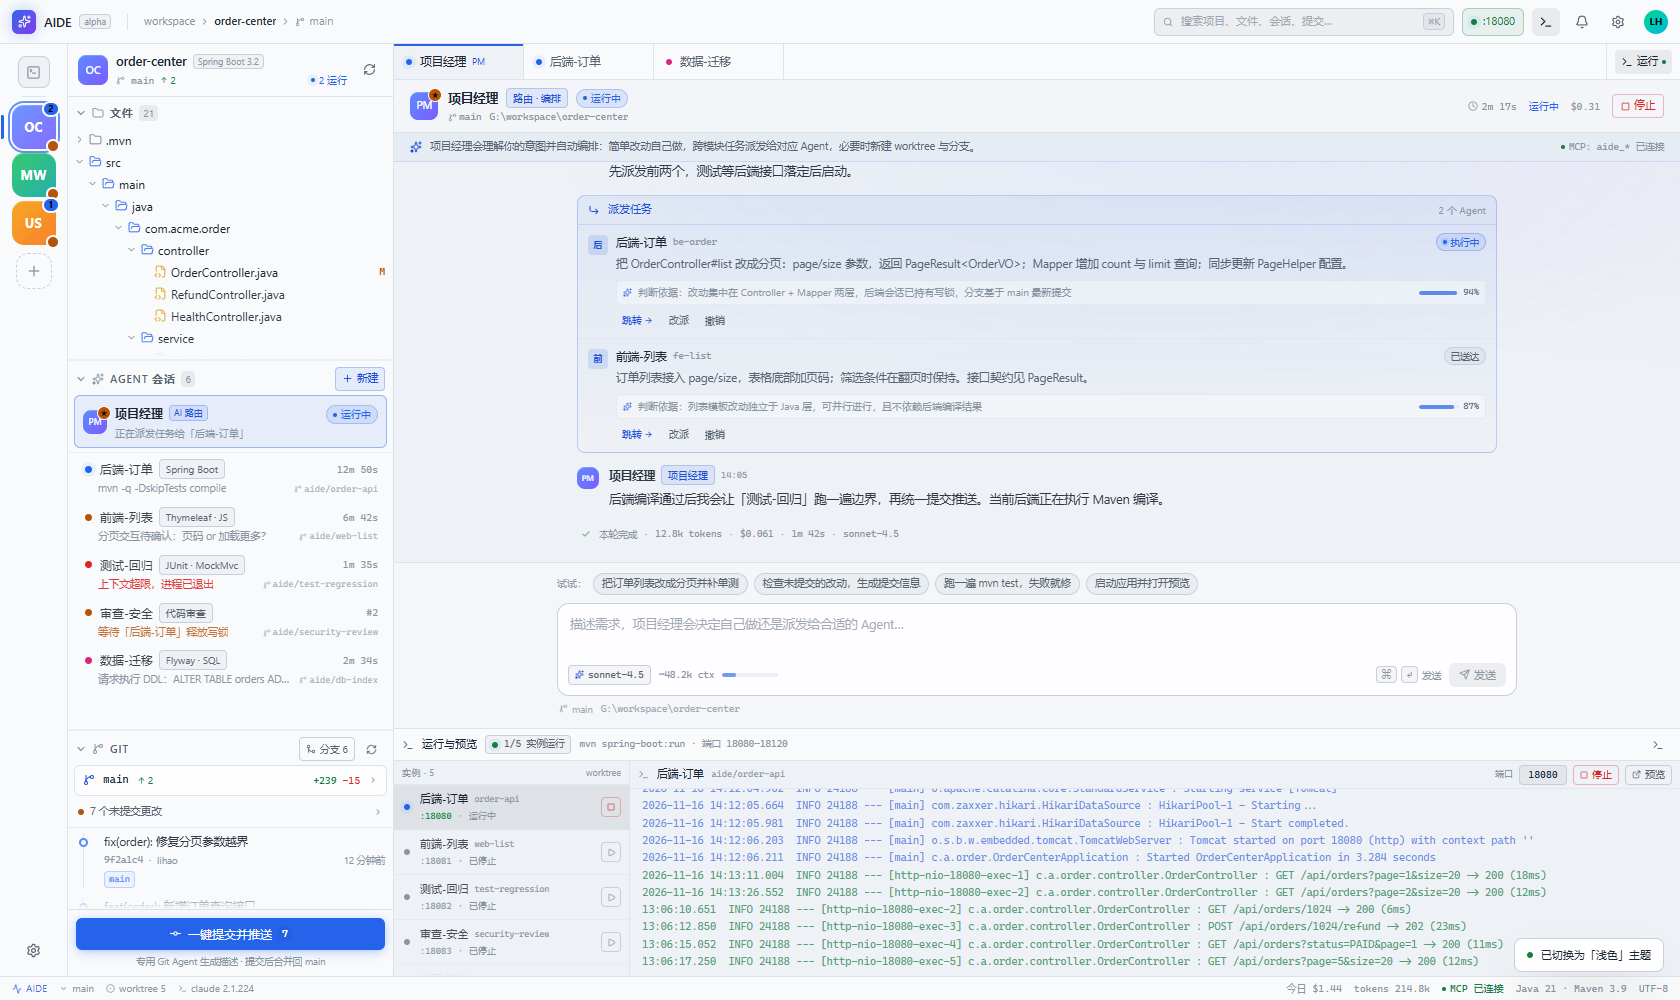 AIDE alpha workspace › order-center › main 搜索项目、文件、会话、提交... ⌘K :18080 LH
OC order-center Spring Boot 3.2
main ↑2 2 运行
2
OC
MW
1
US
文件 21
.mvn
src
main
java
com.acme.order
controller
OrderController.java M
RefundController.java
HealthController.java
service
AGENT 会话 6 + 新建
PM 项目经理 AI 路由 运行中
正在派发任务给「后端-订单」
后端-订单 Spring Boot 12m 50s
mvn -q -DskipTests compile aide/order-api
前端-列表 Thymeleaf · JS 6m 42s
分页交互待确认：页码 or 加载更多? aide/web-list
测试-回归 JUnit · MockMvc 1m 35s
上下文超限，进程已退出 aide/test-regression
审查-安全 代码审查 #2
等待「后端-订单」释放写锁 aide/security-review
数据-迁移 Flyway · SQL 2m 34s
请求执行 DDL：ALTER TABLE orders AD... aide/db-index
GIT 分支 6
main ↑2 +239 −15
7 个未提交更改
fix(order): 修复分页参数越界
9f2a1c4 · lihao 12 分钟前
main
feat(order): 新增订单查询接口
一键提交并推送 7
专用 Git Agent 生成描述 · 提交后合并回 main
项目经理 PM 后端-订单 数据-迁移 运行
PM 项目经理 路由 · 编排 运行中
main G:\workspace\order-center
2m 17s 运行中 $0.31 停止
项目经理会理解你的意图并自动编排：简单改动自己做，跨模块任务派发给对应 Agent，必要时新建 worktree 与分支。 MCP: aide_* 已连接
先派发前两个，测试等后端接口落定后启动。
派发任务 2 个 Agent
后 后端-订单 be-order 执行中
把 OrderController#list 改成分页：page/size 参数，返回 PageResult<OrderVO>；Mapper 增加 count 与 limit 查询；同步更新 PageHelper 配置。
判断依据：改动集中在 Controller + Mapper 两层，后端会话已持有写锁，分支基于 main 最新提交 94%
跳转 → 改派 撤销
前 前端-列表 fe-list 已送达
订单列表接入 page/size，表格底部加页码；筛选条件在翻页时保持。接口契约见 PageResult。
判断依据：列表模板改动独立于 Java 层，可并行进行，且不依赖后端编译结果 87%
跳转 → 改派 撤销
PM 项目经理 项目经理 14:05
后端编译通过后我会让「测试-回归」跑一遍边界，再统一提交推送。当前后端正在执行 Maven 编译。
本轮完成 · 12.8k tokens · $0.061 · 1m 42s · sonnet-4.5
试试： 把订单列表改成分页并补单测 检查未提交的改动，生成提交信息 跑一遍 mvn test，失败就修 启动应用并打开预览
描述需求，项目经理会决定自己做还是派发给合适的 Agent...
sonnet-4.5 ~48.2k ctx ⌘ ↵ 发送 发送
main G:\workspace\order-center
运行与预览 1/5 实例运行 mvn spring-boot:run · 端口 18080-18120
实例 · 5 worktree
后端-订单 order-api
:18080 · 运行中
前端-列表 web-list
:18081 · 已停止
测试-回归 test-regression
:18082 · 已停止
审查-安全 security-review
:18083 · 已停止
后端-订单 aide/order-api 端口 18080 停止 预览
2026-11-16 14:12:04.962 INFO 24188 --- [main] o.apache.catalina.core.StandardService : Starting service [Tomcat]
2026-11-16 14:12:05.664 INFO 24188 --- [main] com.zaxxer.hikari.HikariDataSource : HikariPool-1 - Starting...
2026-11-16 14:12:05.981 INFO 24188 --- [main] com.zaxxer.hikari.HikariDataSource : HikariPool-1 - Start completed.
2026-11-16 14:12:06.203 INFO 24188 --- [main] o.s.b.w.embedded.tomcat.TomcatWebServer : Tomcat started on port 18080 (http) with context path ''
2026-11-16 14:12:06.211 INFO 24188 --- [main] c.a.order.OrderCenterApplication : Started OrderCenterApplication in 3.284 seconds
2026-11-16 14:13:11.004 INFO 24188 --- [http-nio-18080-exec-1] c.a.order.controller.OrderController : GET /api/orders?page=1&size=20 → 200 (18ms)
2026-11-16 14:13:26.552 INFO 24188 --- [http-nio-18080-exec-2] c.a.order.controller.OrderController : GET /api/orders?page=2&size=20 → 200 (12ms)
13:06:10.651 INFO 24188 --- [http-nio-18080-exec-2] c.a.order.controller.OrderController : GET /api/orders/1024 → 200 (6ms)
13:06:12.850 INFO 24188 --- [http-nio-18080-exec-3] c.a.order.controller.OrderController : POST /api/orders/1024/refund → 202 (23ms)
13:06:15.052 INFO 24188 --- [http-nio-18080-exec-4] c.a.order.controller.OrderController : GET /api/orders?status=PAID&page=1 → 200 (11ms)
13:06:17.250 INFO 24188 --- [http-nio-18080-exec-5] c.a.order.controller.OrderController : GET /api/orders?page=5&size=20 → 200 (12ms)
已切换为「浅色」主题
AIDE main worktree 5 claude 2.1.224 今日 $1.44 tokens 214.8k MCP 已连接 Java 21 · Maven 3.9 UTF-8